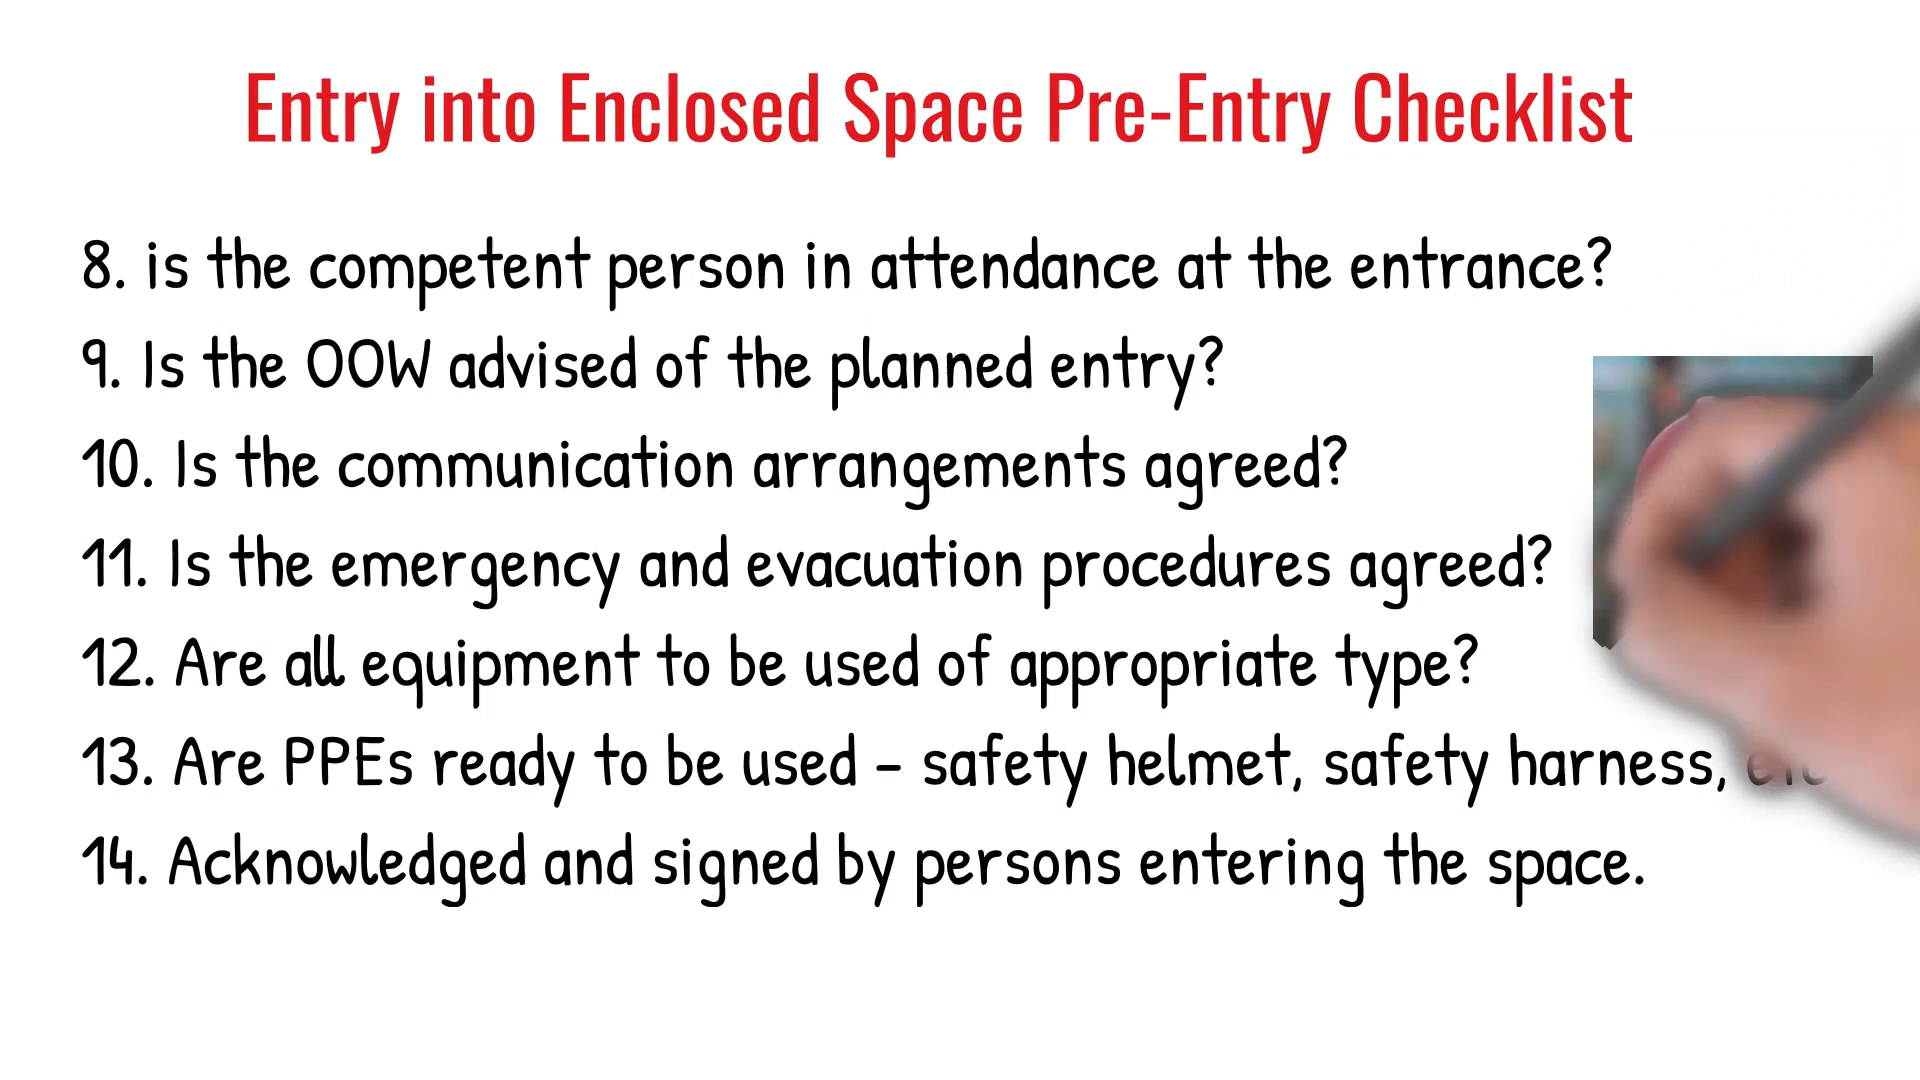 Entry into Enclosed Space Pre-Entry Checklist
8. is the competent person in attendance at the entrance?
9. Is the OOW advised of the planned entry?
10. Is the communication arrangements agreed?
11. Is the emergency and evacuation procedures agreed?
12. Are all equipment to be used of appropriate type?
13. Are PPEs ready to be used - safety helmet, safety harness,
14. Acknowledged and signed by persons entering the space.